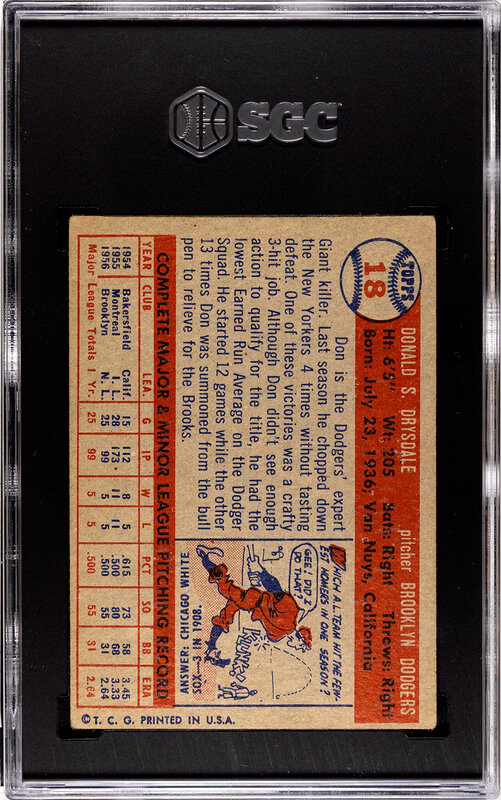 SGC
TOPPS
18
DONALD S. DRYSDALE pitcher BROOKLYN DODGERS
Ht: 6'5" Wt: 205 Bats: Right Throws: Right
Born: July 23, 1936, Van Nuys, California
Don is the Dodgers' expert
Giant killer. Last season he chopped down
the New Yorkers 4 times without tasting
defeat. One of these victories was a crafty
3-hit job. Although Don didn't see enough
action to qualify for the title, he had the
lowest Earned Run Average on the Dodger
Squad. He started 12 games while the other
13 times Don was summoned from the bull
pen to relieve for the Brooks.
WHICH A.L. TEAM HIT THE FEW-
EST HOMERS IN ONE SEASON?
GEE! DID I
DO THAT?
ANSWER: CHICAGO WHITE
SOX-3-IN 1908.
COMPLETE MAJOR & MINOR LEAGUE PITCHING RECORD
YEAR CLUB LEA. G IP W L PCT SO BB ERA
1954 Bakersfield Calif. 15 112 8 5 .615 73 58 3.45
1955 Montreal I. L. 28 173 11 11 .500 80 68 3.33
1956 Brooklyn N. L. 25 99 5 5 .500 55 31 2.64
Major League Totals 1 Yr. 25 99 5 5 .500 55 31 2.64
© T. C. G. PRINTED IN U.S.A.